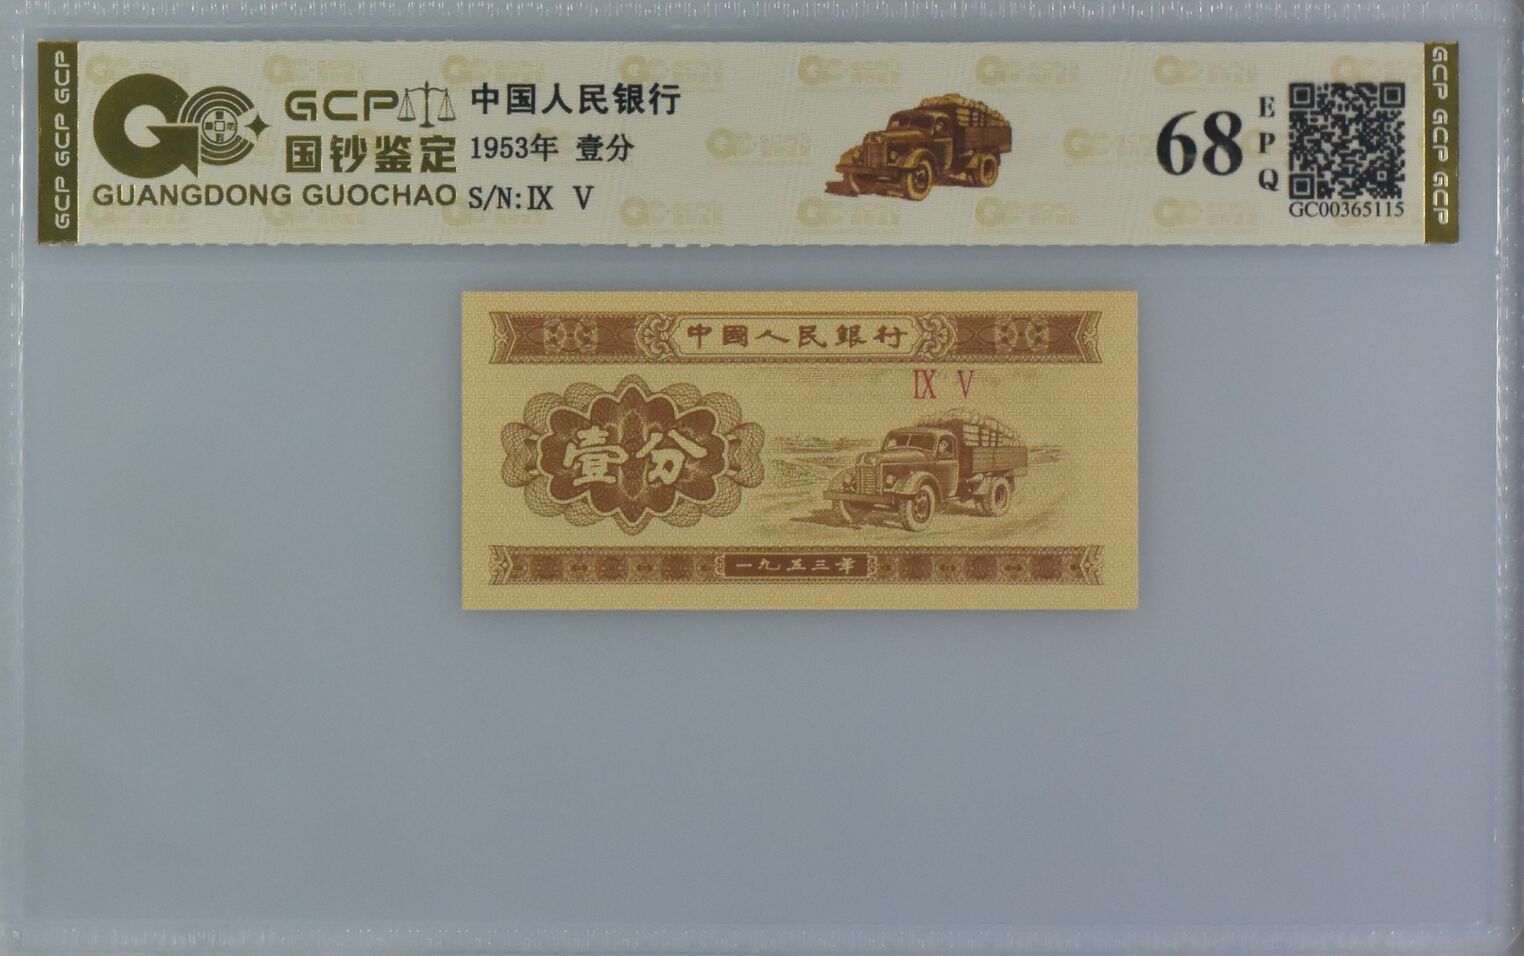 GCP GCP GCP
GCP
国钞鉴定
GUANGDONG GUOCHAO
中国人民银行
1953年 壹分
S/N: IX V
68
EPQ
GC00365115
GCP GCP GCP
中國人民銀行
IX V
壹分
一九五三年